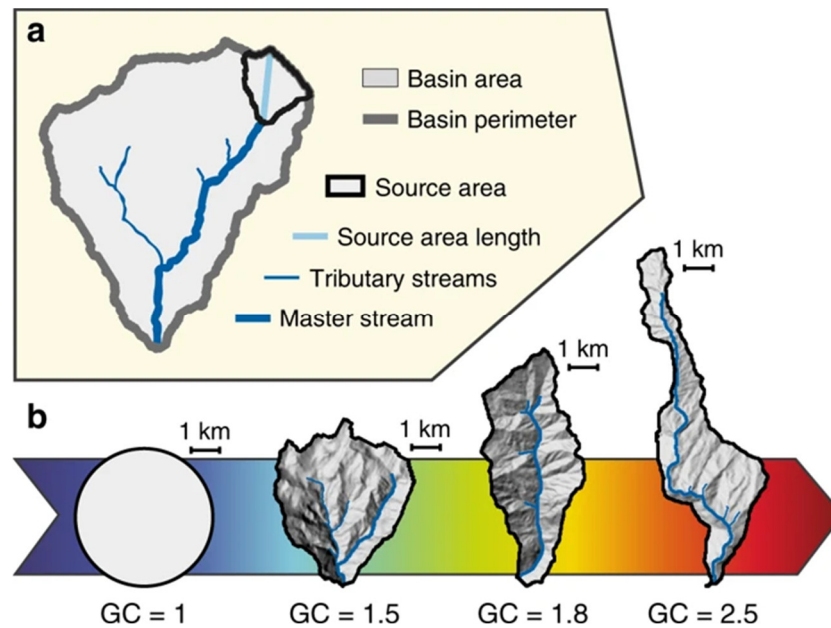 a
Basin area
Basin perimeter
Source area
Source area length
Tributary streams
Master stream
b
1 km
1 km
1 km
1 km
GC = 1
GC = 1.5
GC = 1.8
GC = 2.5